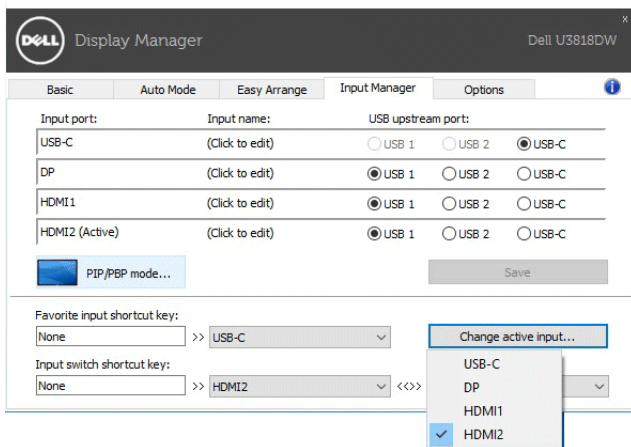 DELL Display Manager Dell U3818DW
Basic Auto Mode Easy Arrange Input Manager Options
Input port: Input name: USB upstream port:
USB-C (Click to edit) USB 1 USB 2 USB-C
DP (Click to edit) USB 1 USB 2 USB-C
HDMI1 (Click to edit) USB 1 USB 2 USB-C
HDMI2 (Active) (Click to edit) USB 1 USB 2 USB-C
PIP/PBP mode... Save
Favorite input shortcut key:
None >> USB-C Change active input...
Input switch shortcut key:
None >> HDMI2 <<>>
USB-C
DP
HDMI1
HDMI2